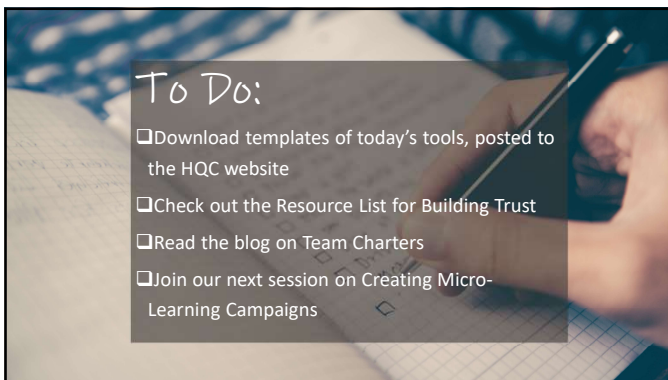 To Do:
❑Download templates of today's tools, posted to
the HQC website
❑Check out the Resource List for Building Trust
❑Read the blog on Team Charters
❑Join our next session on Creating Micro-
Learning Campaigns